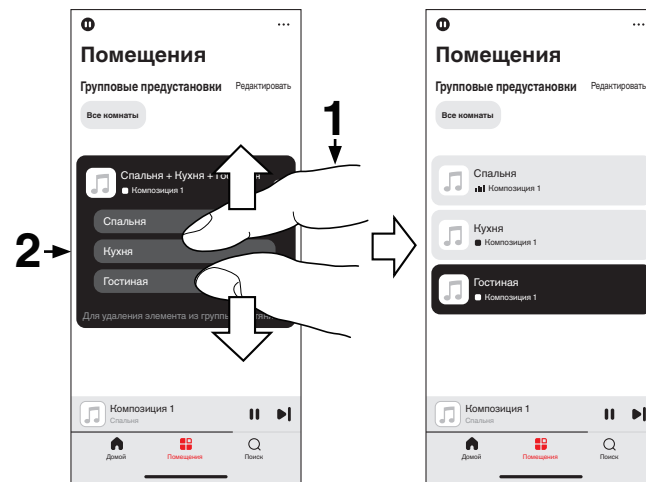 Помещения
Групповые предустановки Редактировать
Все комнаты
1
Спальня + Кухня +
Композиция 1
Спальня
2
Кухня
Гостиная
Для удаления элемента из группы
Композиция 1
Спальня
Домой Помещения Поиск
Помещения
Групповые предустановки Редактировать
Все комнаты
Спальня
Композиция 1
Кухня
Композиция 1
Гостиная
Композиция 1
Композиция 1
Спальня
Домой Помещения Поиск